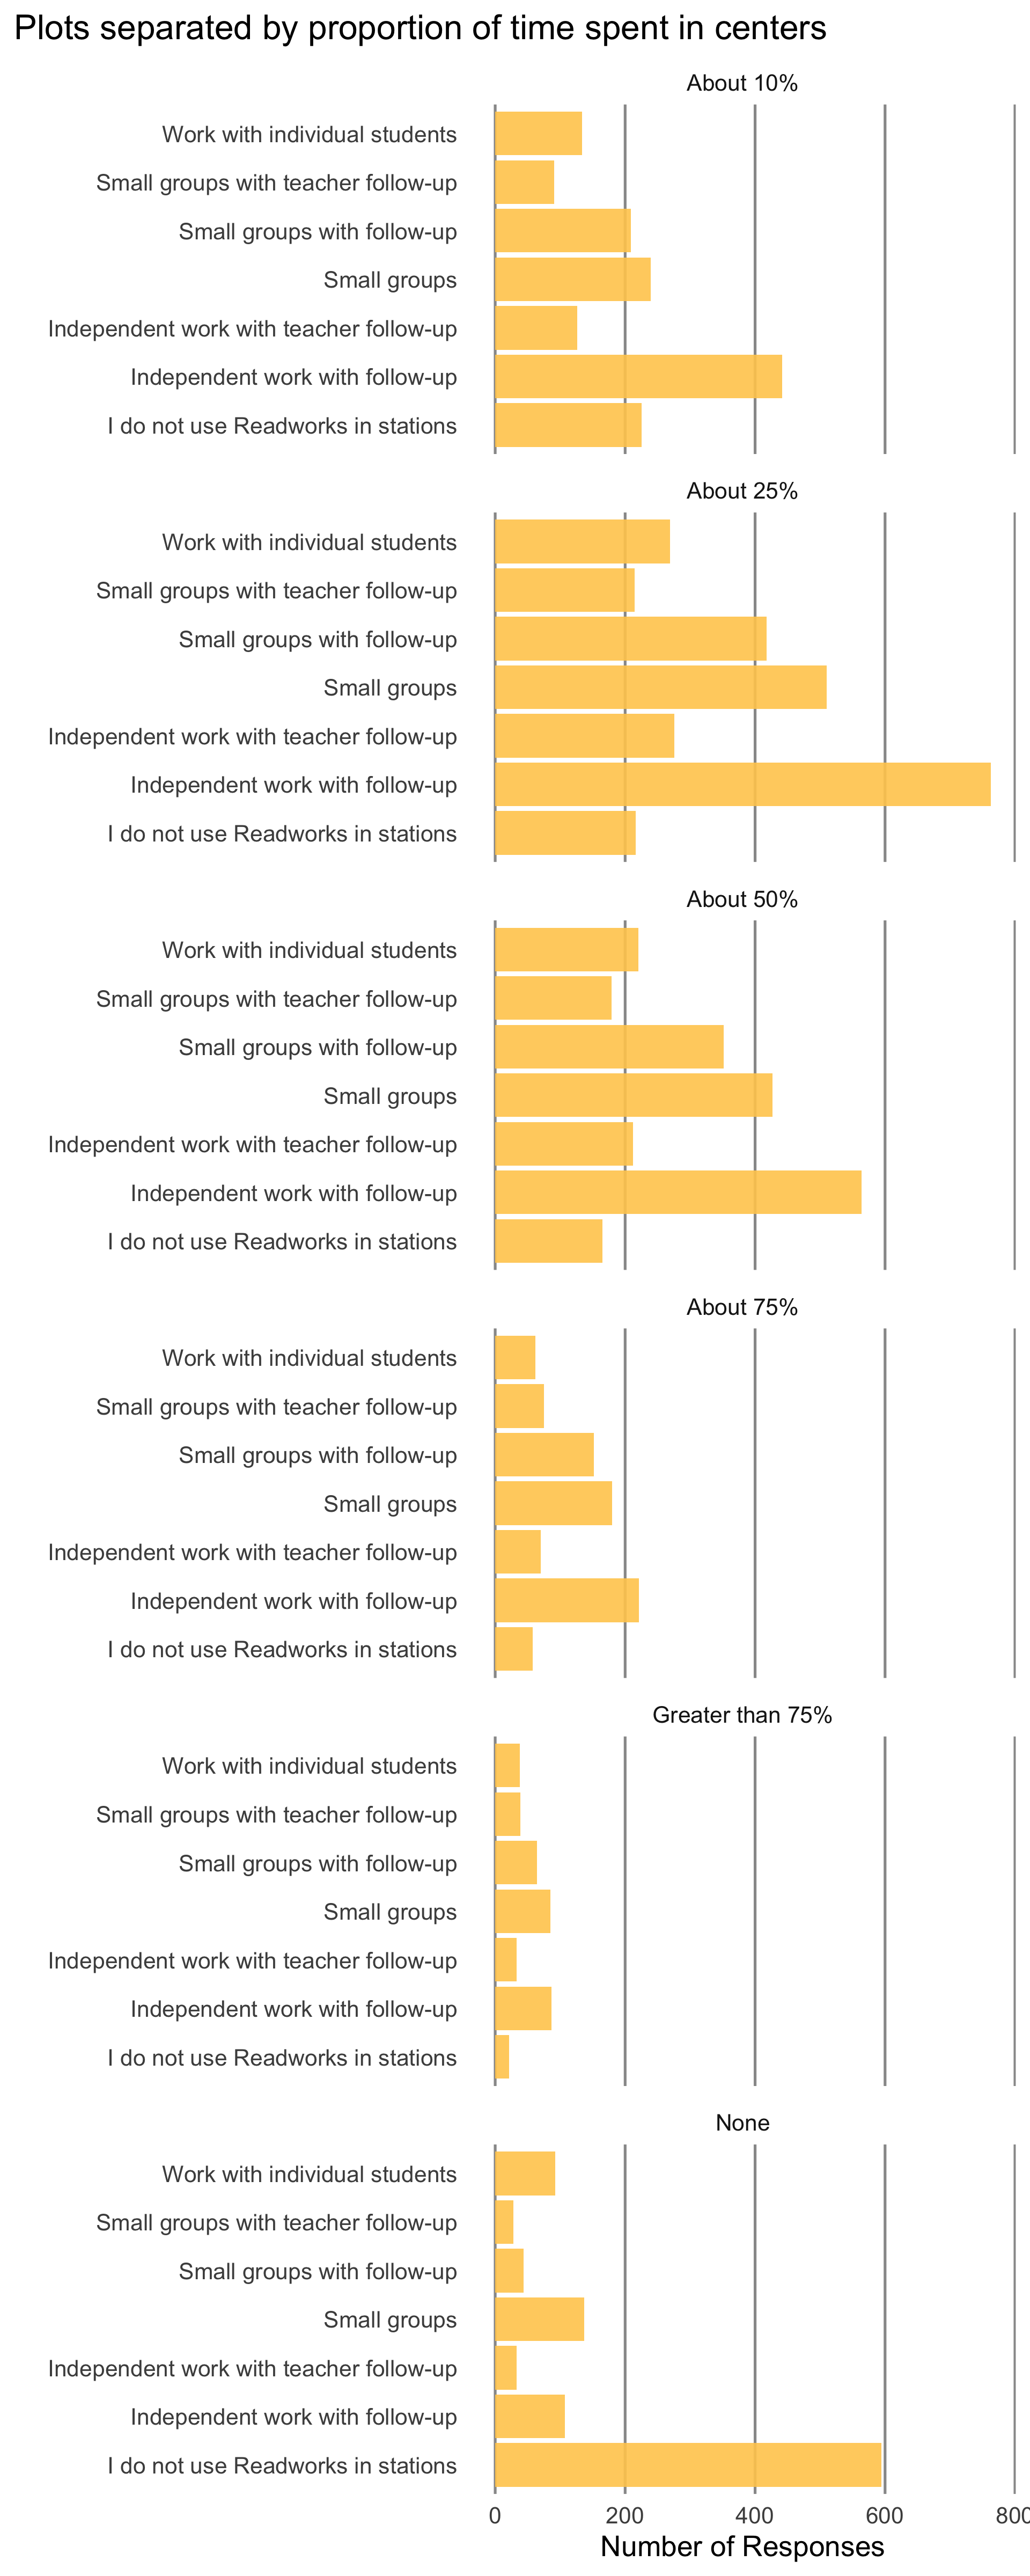 Plots separated by proportion of time spent in centers
About 10%
Work with individual students
Small groups with teacher follow-up
Small groups with follow-up
Small groups
Independent work with teacher follow-up
Independent work with follow-up
I do not use Readworks in stations
About 25%
Work with individual students
Small groups with teacher follow-up
Small groups with follow-up
Small groups
Independent work with teacher follow-up
Independent work with follow-up
I do not use Readworks in stations
About 50%
Work with individual students
Small groups with teacher follow-up
Small groups with follow-up
Small groups
Independent work with teacher follow-up
Independent work with follow-up
I do not use Readworks in stations
About 75%
Work with individual students
Small groups with teacher follow-up
Small groups with follow-up
Small groups
Independent work with teacher follow-up
Independent work with follow-up
I do not use Readworks in stations
Greater than 75%
Work with individual students
Small groups with teacher follow-up
Small groups with follow-up
Small groups
Independent work with teacher follow-up
Independent work with follow-up
I do not use Readworks in stations
None
Work with individual students
Small groups with teacher follow-up
Small groups with follow-up
Small groups
Independent work with teacher follow-up
Independent work with follow-up
I do not use Readworks in stations
0 200 400 600 800
Number of Responses